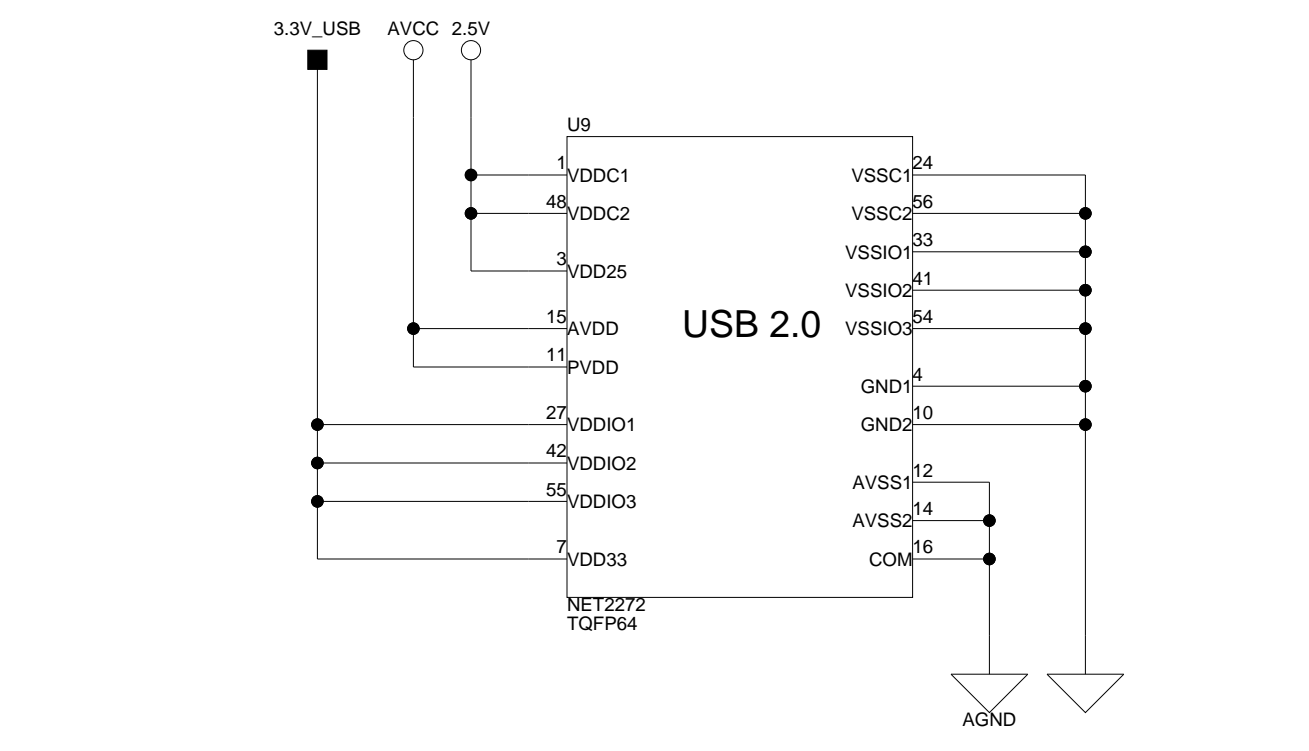 3.3V_USB AVCC 2.5V
U9
1 VDDC1 VSSC1 24
48 VDDC2 VSSC2 56
VSSIO1 33
3 VDD25
VSSIO2 41
15 AVDD USB 2.0 VSSIO3 54
11 PVDD
GND1 4
27 VDDIO1 GND2 10
42 VDDIO2
AVSS1 12
55 VDDIO3
AVSS2 14
7 VDD33 COM 16
NET2272
TQFP64
AGND